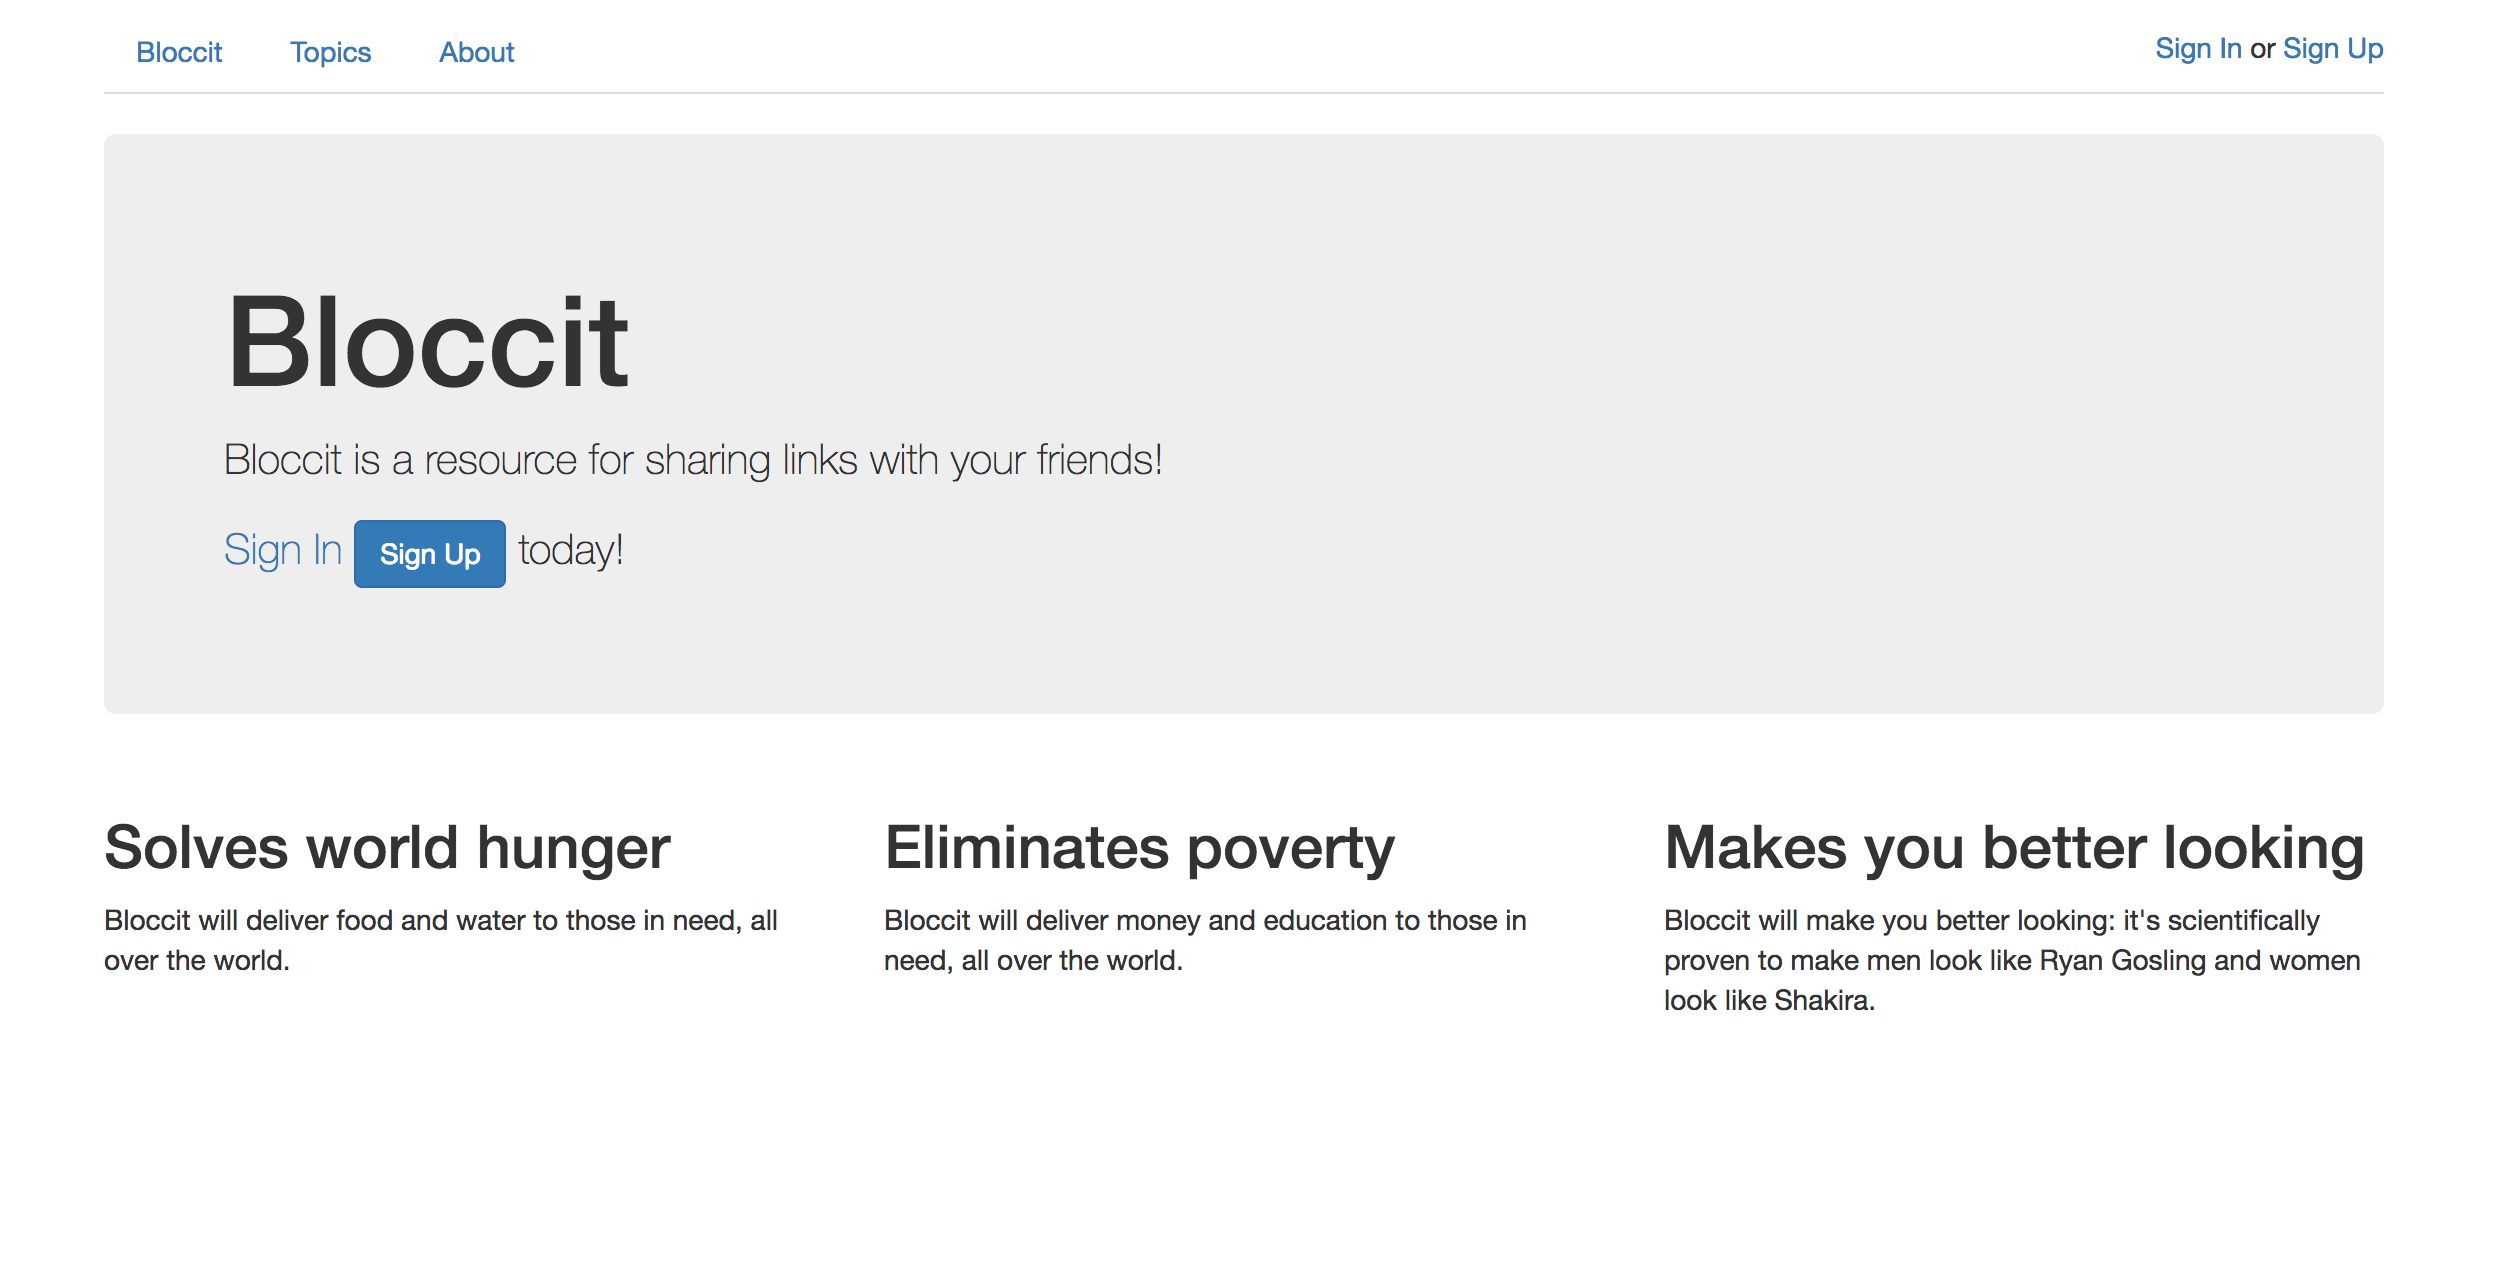 Bloccit Topics About Sign In or Sign Up
Bloccit
Bloccit is a resource for sharing links with your friends!
Sign In Sign Up today!
Solves world hunger
Bloccit will deliver food and water to those in need, all
over the world.
Eliminates poverty
Bloccit will deliver money and education to those in
need, all over the world.
Makes you better looking
Bloccit will make you better looking: it's scientifically
proven to make men look like Ryan Gosling and women
look like Shakira.